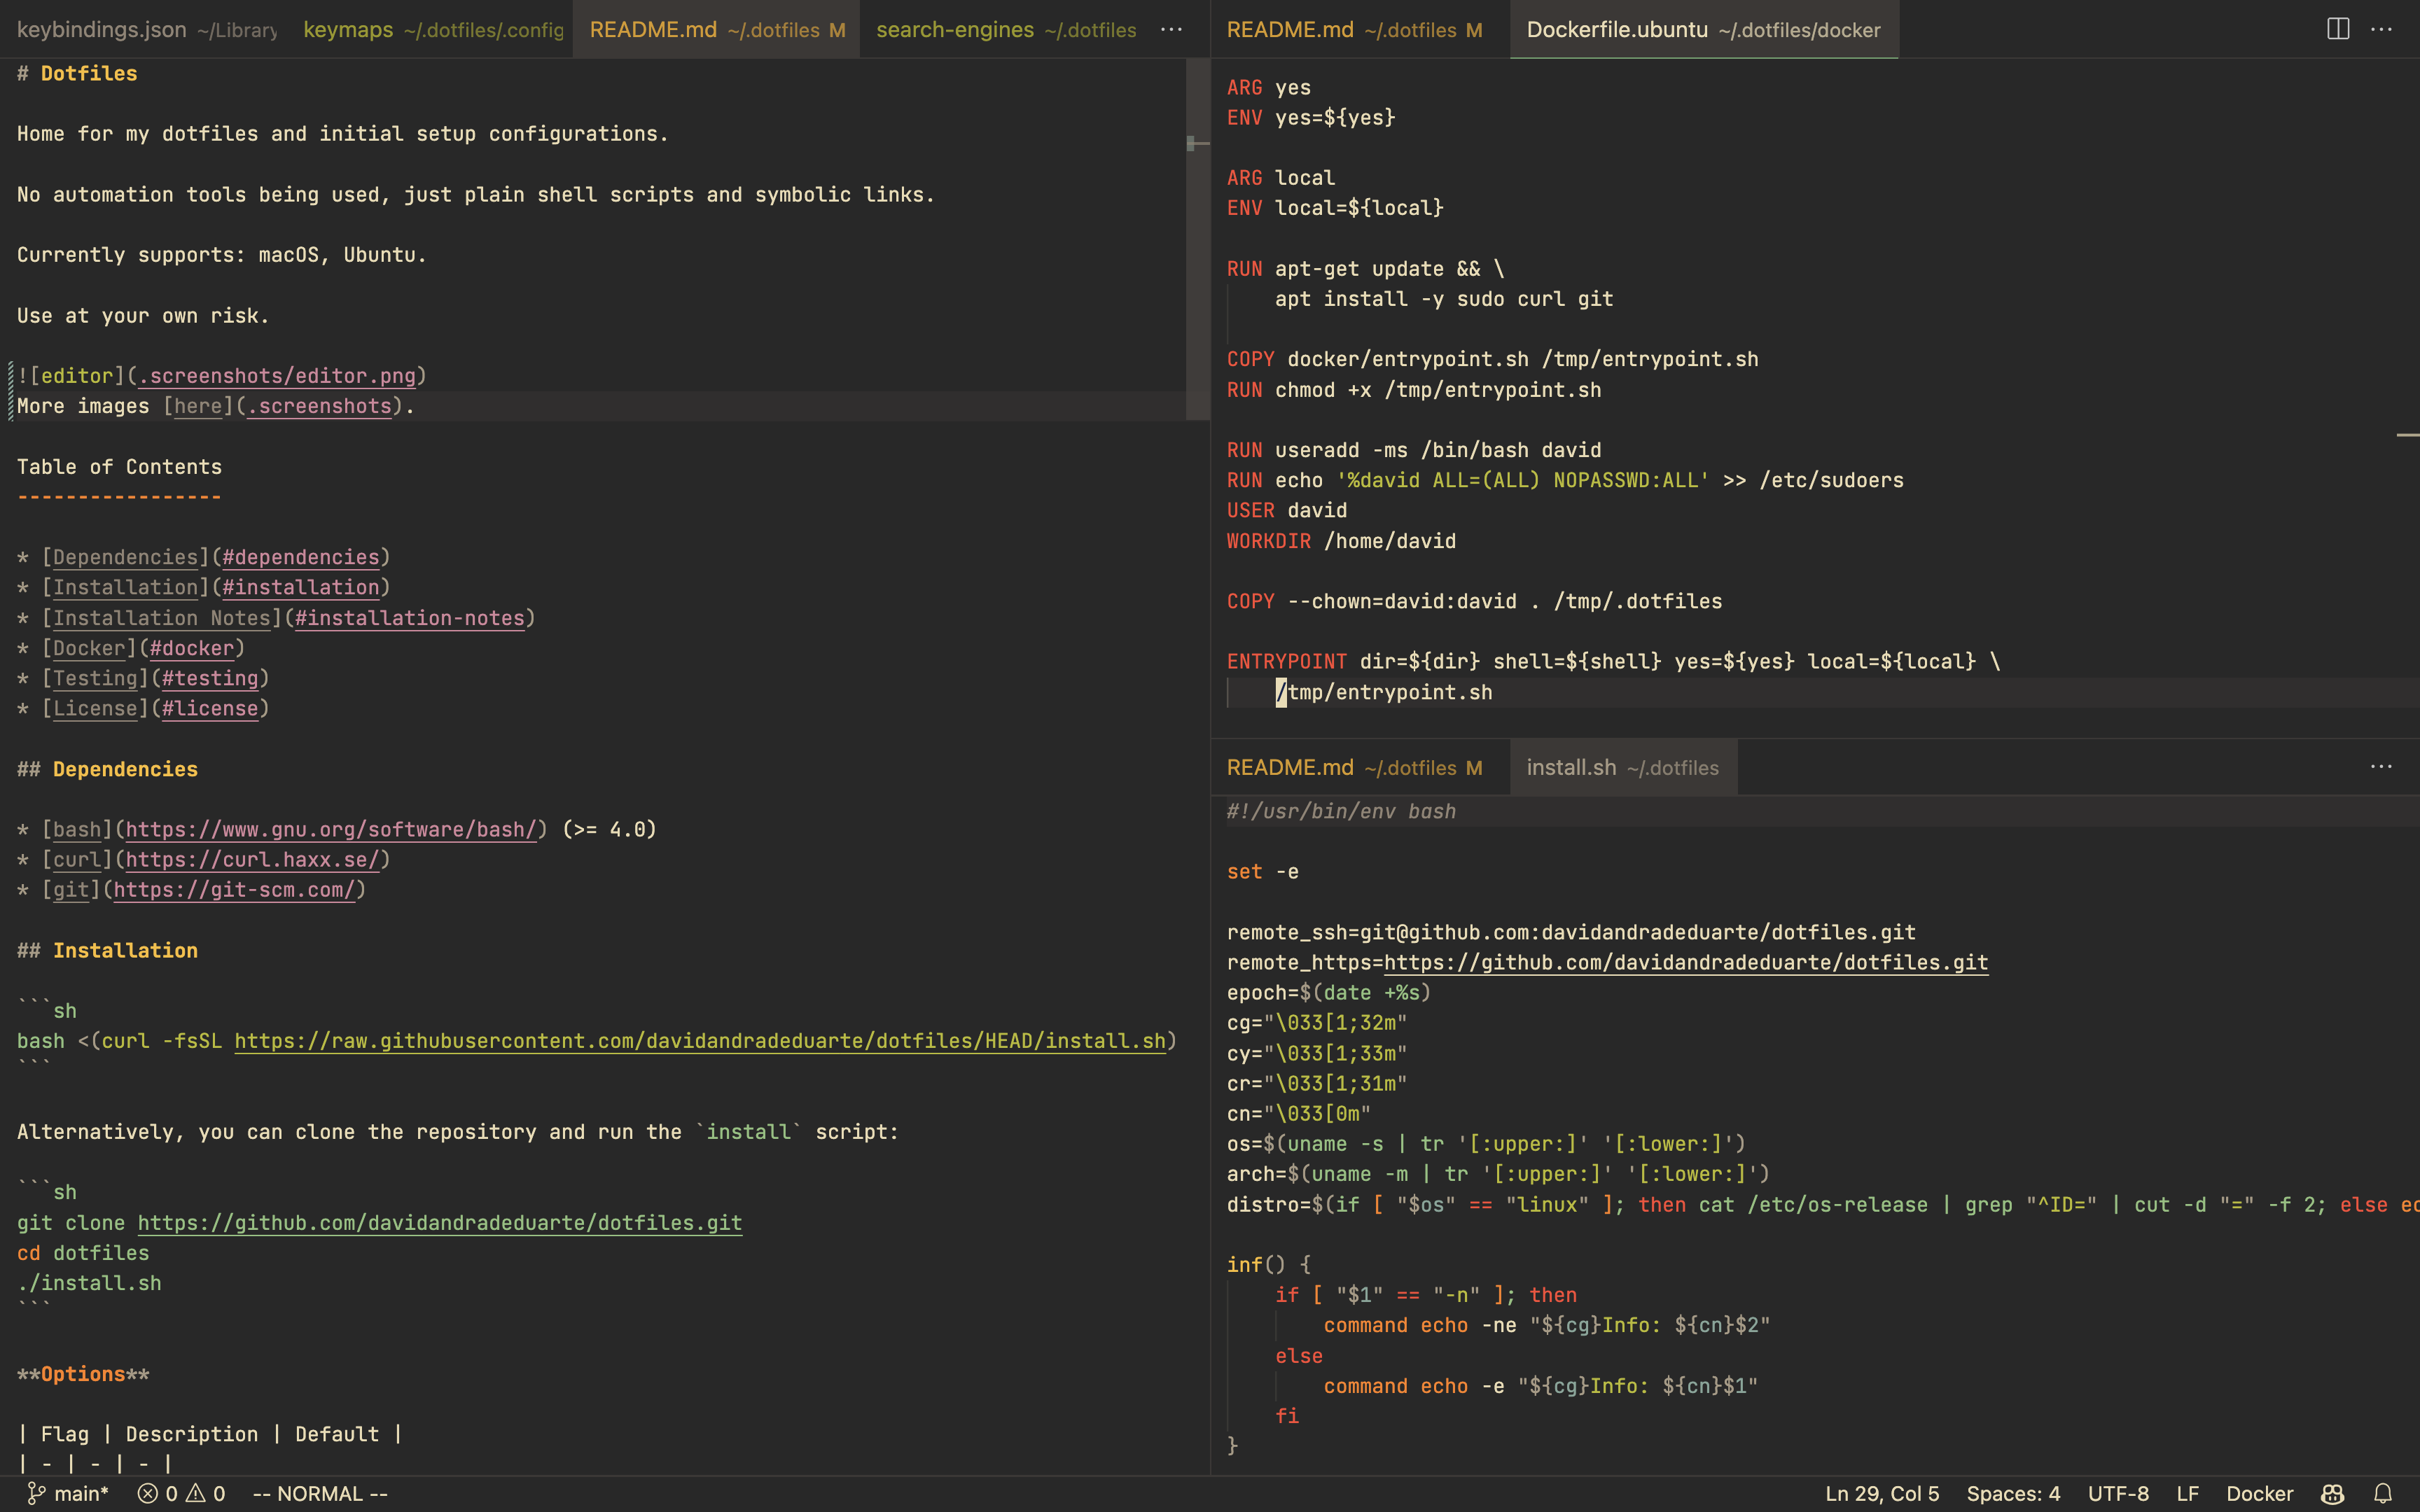 keybindings.json ~/Library keymaps ~/.dotfiles/.config README.md ~/.dotfiles M search-engines ~/.dotfiles ···
# Dotfiles
Home for my dotfiles and initial setup configurations.
No automation tools being used, just plain shell scripts and symbolic links.
Currently supports: macOS, Ubuntu.
Use at your own risk.
![editor](.screenshots/editor.png)
More images [here](.screenshots).
Table of Contents
-----------------
* [Dependencies](#dependencies)
* [Installation](#installation)
* [Installation Notes](#installation-notes)
* [Docker](#docker)
* [Testing](#testing)
* [License](#license)
## Dependencies
* [bash](https://www.gnu.org/software/bash/) (>= 4.0)
* [curl](https://curl.haxx.se/)
* [git](https://git-scm.com/)
## Installation
```sh
bash <(curl -fsSL https://raw.githubusercontent.com/davidandradeduarte/dotfiles/HEAD/install.sh)
```
Alternatively, you can clone the repository and run the `install` script:
```sh
git clone https://github.com/davidandradeduarte/dotfiles.git
cd dotfiles
./install.sh
```
**Options**
| Flag | Description | Default |
| - | - | - |
README.md ~/.dotfiles M Dockerfile.ubuntu ~/.dotfiles/docker ···
ARG yes
ENV yes=${yes}
ARG local
ENV local=${local}
RUN apt-get update && \
    apt install -y sudo curl git
COPY docker/entrypoint.sh /tmp/entrypoint.sh
RUN chmod +x /tmp/entrypoint.sh
RUN useradd -ms /bin/bash david
RUN echo '%david ALL=(ALL) NOPASSWD:ALL' >> /etc/sudoers
USER david
WORKDIR /home/david
COPY --chown=david:david . /tmp/.dotfiles
ENTRYPOINT dir=${dir} shell=${shell} yes=${yes} local=${local} \
    /tmp/entrypoint.sh
README.md ~/.dotfiles M install.sh ~/.dotfiles ···
#!/usr/bin/env bash
set -e
remote_ssh=git@github.com:davidandradeduarte/dotfiles.git
remote_https=https://github.com/davidandradeduarte/dotfiles.git
epoch=$(date +%s)
cg="\033[1;32m"
cy="\033[1;33m"
cr="\033[1;31m"
cn="\033[0m"
os=$(uname -s | tr '[:upper:]' '[:lower:]')
arch=$(uname -m | tr '[:upper:]' '[:lower:]')
distro=$(if [ "$os" == "linux" ]; then cat /etc/os-release | grep "^ID=" | cut -d "=" -f 2; else ec
inf() {
    if [ "$1" == "-n" ]; then
        command echo -ne "${cg}Info: ${cn}$2"
    else
        command echo -e "${cg}Info: ${cn}$1"
    fi
}
main* 0 0 -- NORMAL -- Ln 29, Col 5 Spaces: 4 UTF-8 LF Docker